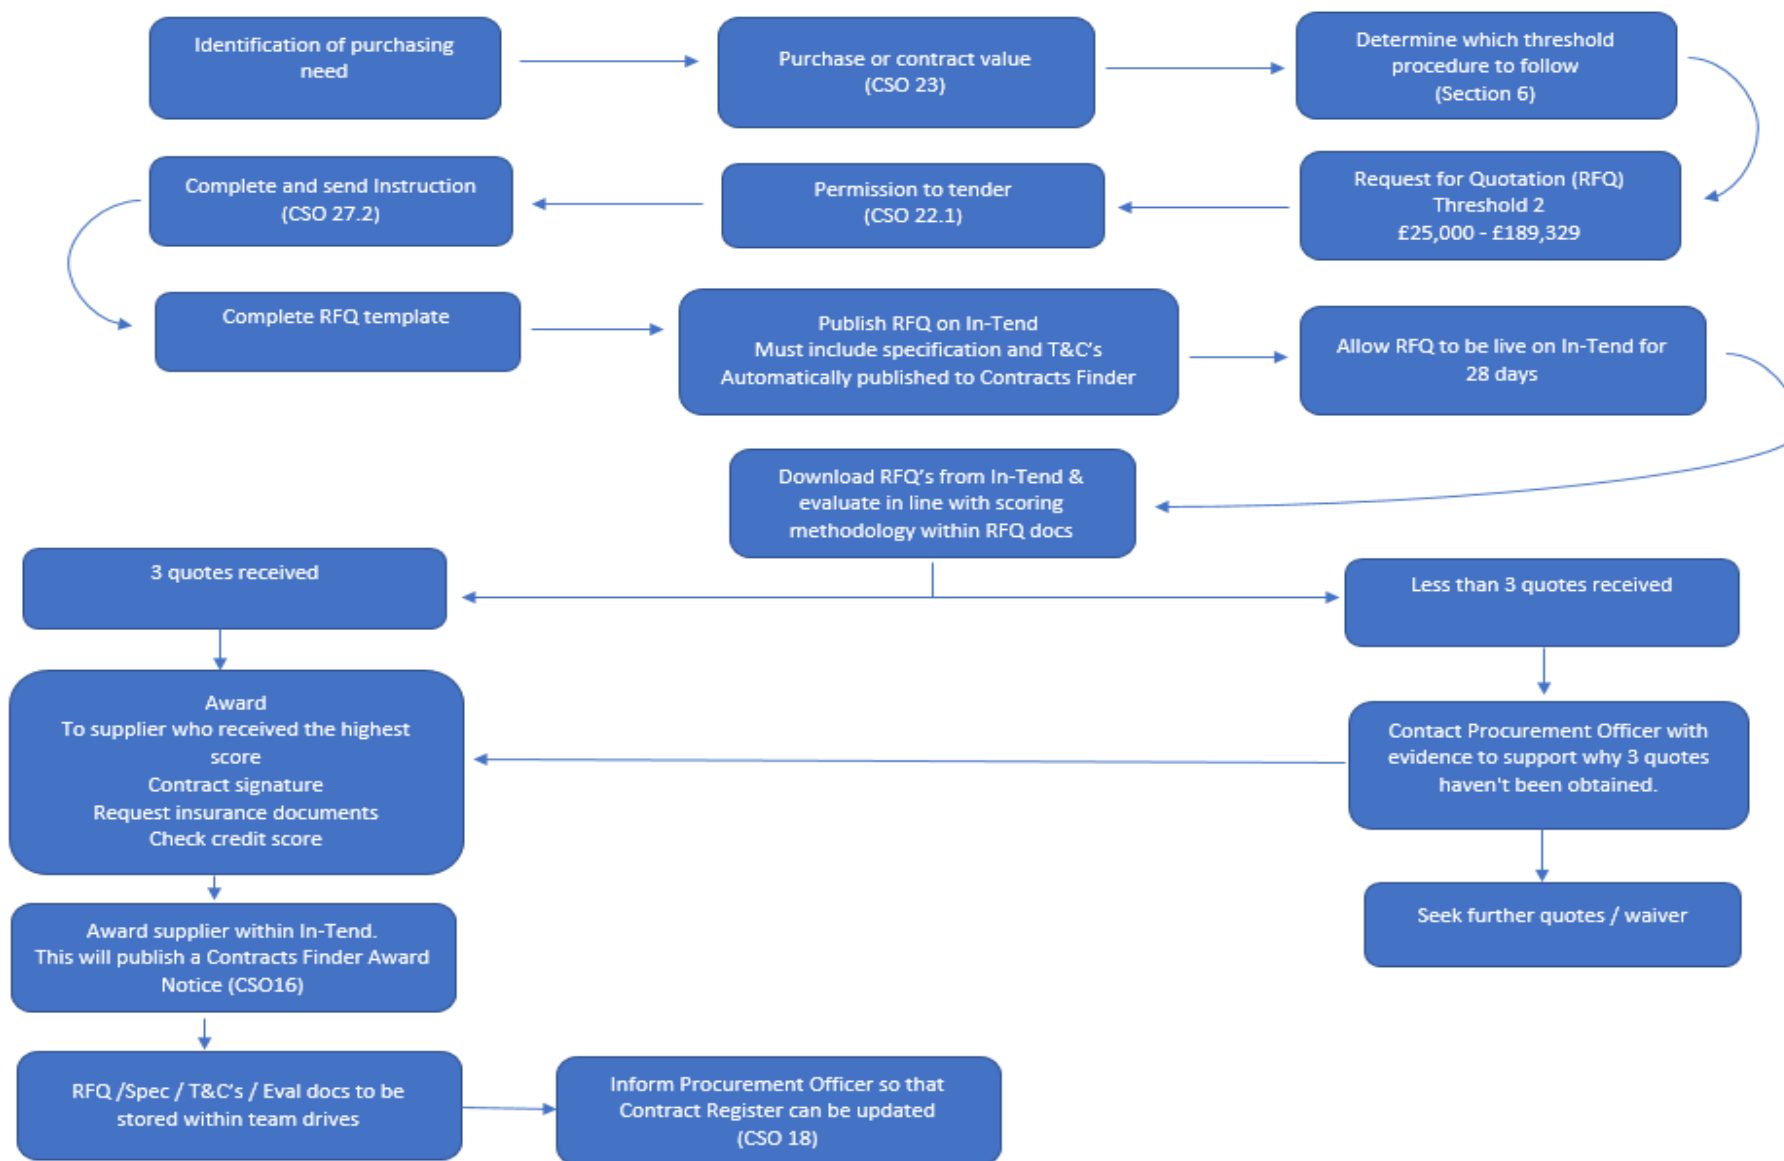 Identification of purchasing
need
Purchase or contract value
(CSO 23)
Determine which threshold
procedure to follow
(Section 6)
Request for Quotation (RFQ)
Threshold 2
£25,000 - £189,329
Permission to tender
(CSO 22.1)
Complete and send Instruction
(CSO 27.2)
Complete RFQ template
Publish RFQ on In-Tend
Must include specification and T&C's
Automatically published to Contracts Finder
Allow RFQ to be live on In-Tend for
28 days
Download RFQ's from In-Tend &
evaluate in line with scoring
methodology within RFQ docs
3 quotes received
Less than 3 quotes received
Award
To supplier who received the highest
score
Contract signature
Request insurance documents
Check credit score
Contact Procurement Officer with
evidence to support why 3 quotes
haven't been obtained.
Seek further quotes / waiver
Award supplier within In-Tend.
This will publish a Contracts Finder Award
Notice (CSO16)
RFQ /Spec / T&C's / Eval docs to be
stored within team drives
Inform Procurement Officer so that
Contract Register can be updated
(CSO 18)